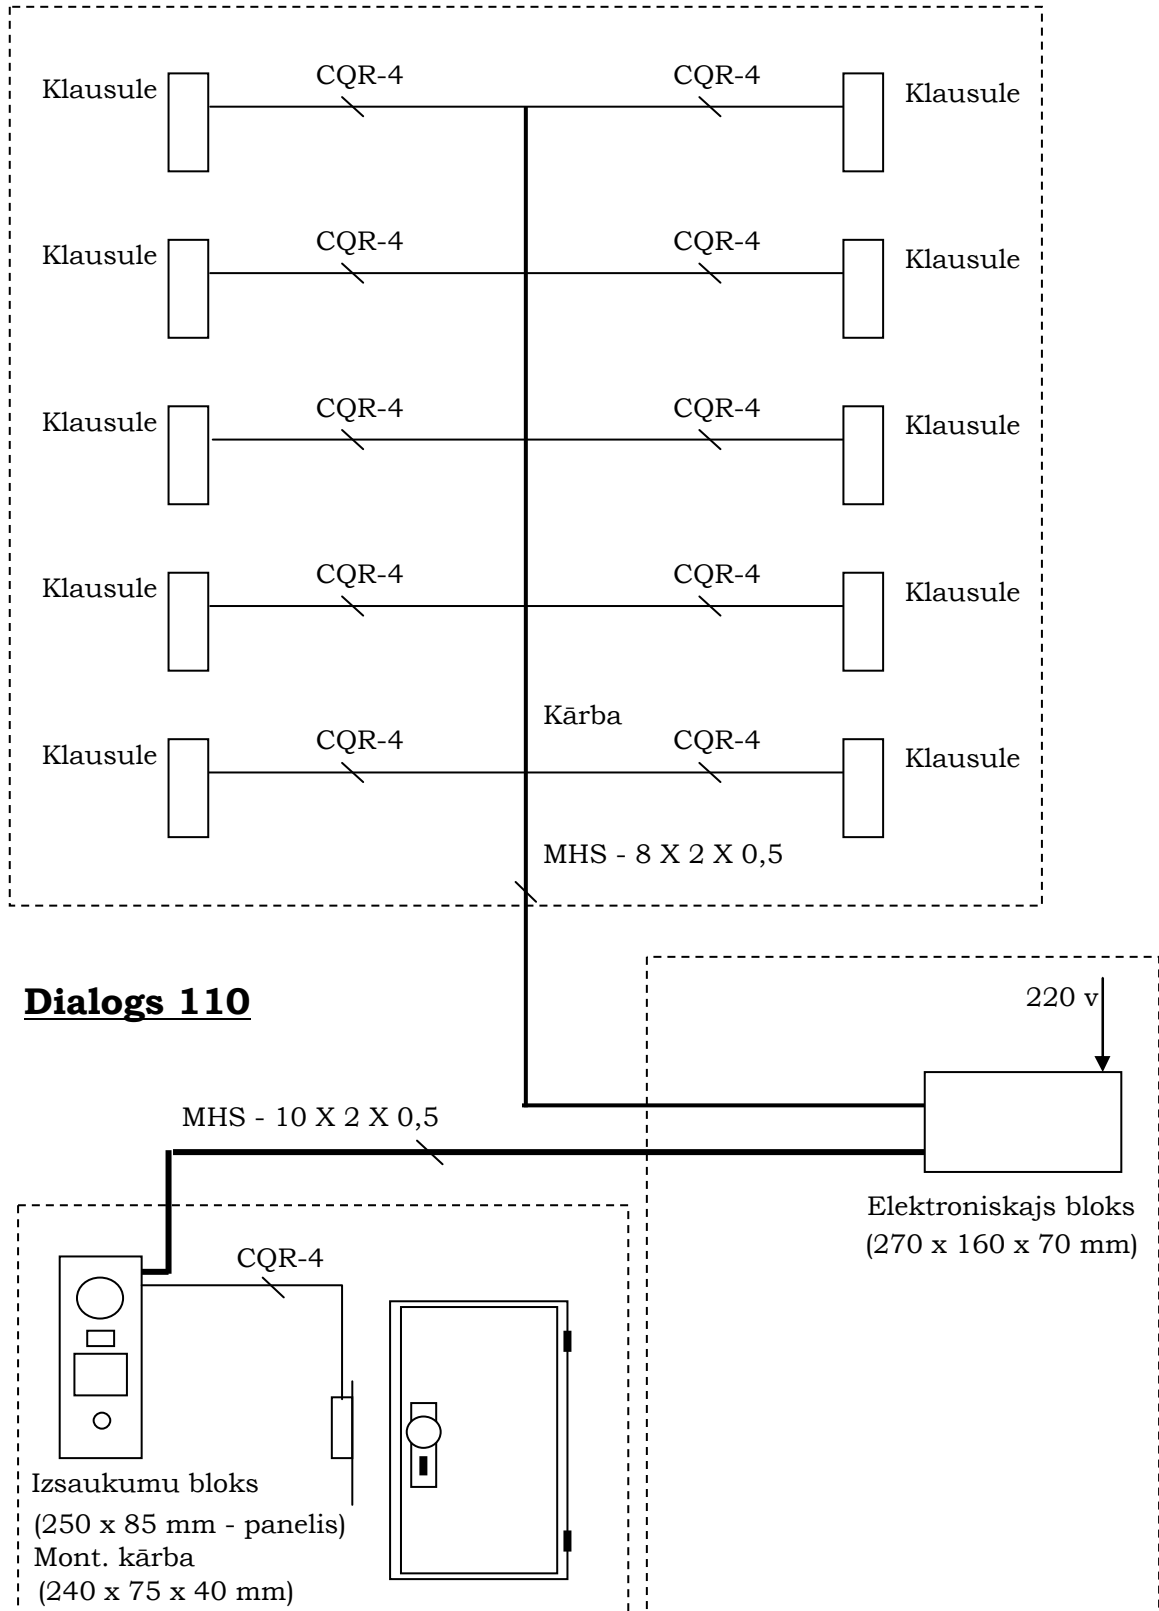 CQR-4
CQR-4
Klausule
Klausule
CQR-4
CQR-4
Klausule
Klausule
CQR-4
CQR-4
Klausule
Klausule
CQR-4
CQR-4
Klausule
Klausule
Kārba
CQR-4
CQR-4
Klausule
Klausule
MHS - 8 X 2 X 0,5
Dialogs 110
220 v
MHS - 10 X 2 X 0,5
Elektroniskajs bloks
(270 x 160 x 70 mm)
CQR-4
Izsaukumu bloks
(250 x 85 mm - panelis)
Mont. kārba
(240 x 75 x 40 mm)